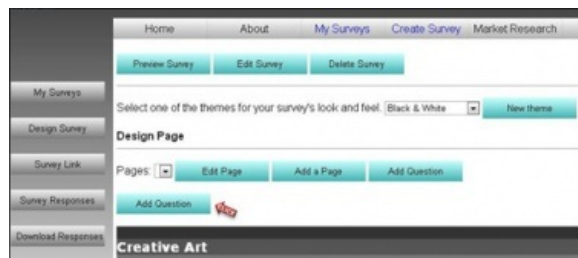 Home About My Surveys Create Survey Market Research
Preview Survey Edit Survey Delete Survey
My Surveys
Select one of the themes for your survey's look and feel. Black & White New theme
Design Survey
Design Page
Survey Link
Pages: Edit Page Add a Page Add Question
Survey Responses
Add Question
Download Responses
Creative Art